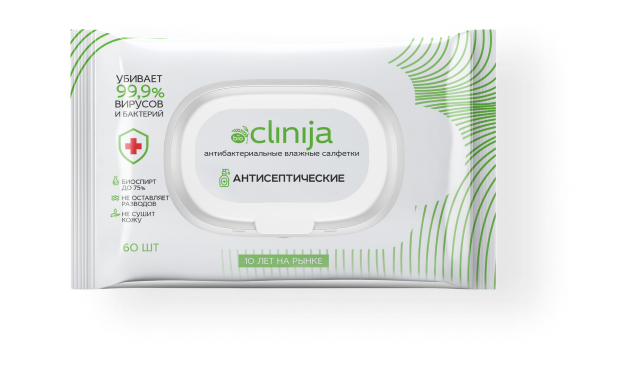 УБИВАЕТ
99,9%
ВИРУСОВ
И БАКТЕРИЙ
bio clinija
антибактериальные влажные салфетки
АНТИСЕПТИЧЕСКИЕ
БИОСПИРТ
ДО 75%
НЕ ОСТАВЛЯЕТ
РАЗВОДОВ
НЕ СУШИТ
КОЖУ
60 ШТ
10 ЛЕТ НА РЫНКЕ